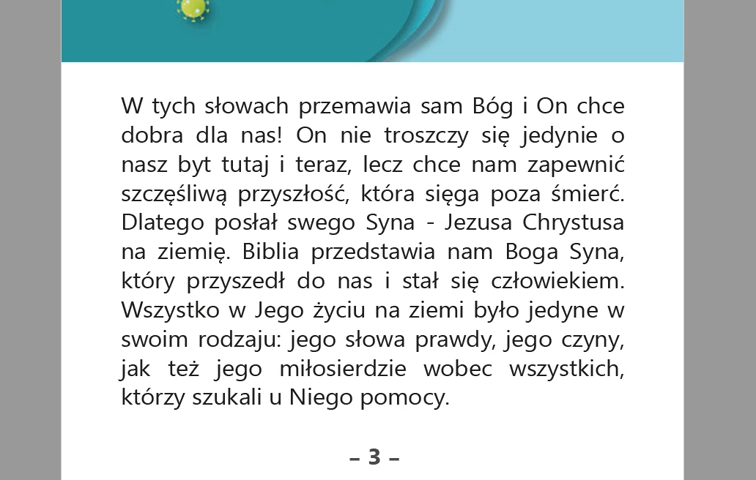 W tych słowach przemawia sam Bóg i On chce
dobra dla nas! On nie troszczy się jedynie o
nasz byt tutaj i teraz, lecz chce nam zapewnić
szczęśliwą przyszłość, która sięga poza śmierć.
Dlatego posłał swego Syna - Jezusa Chrystusa
na ziemię. Biblia przedstawia nam Boga Syna,
który przyszedł do nas i stał się człowiekiem.
Wszystko w Jego życiu na ziemi było jedyne w
swoim rodzaju: jego słowa prawdy, jego czyny,
jak też jego miłosierdzie wobec wszystkich,
którzy szukali u Niego pomocy.
– 3 –